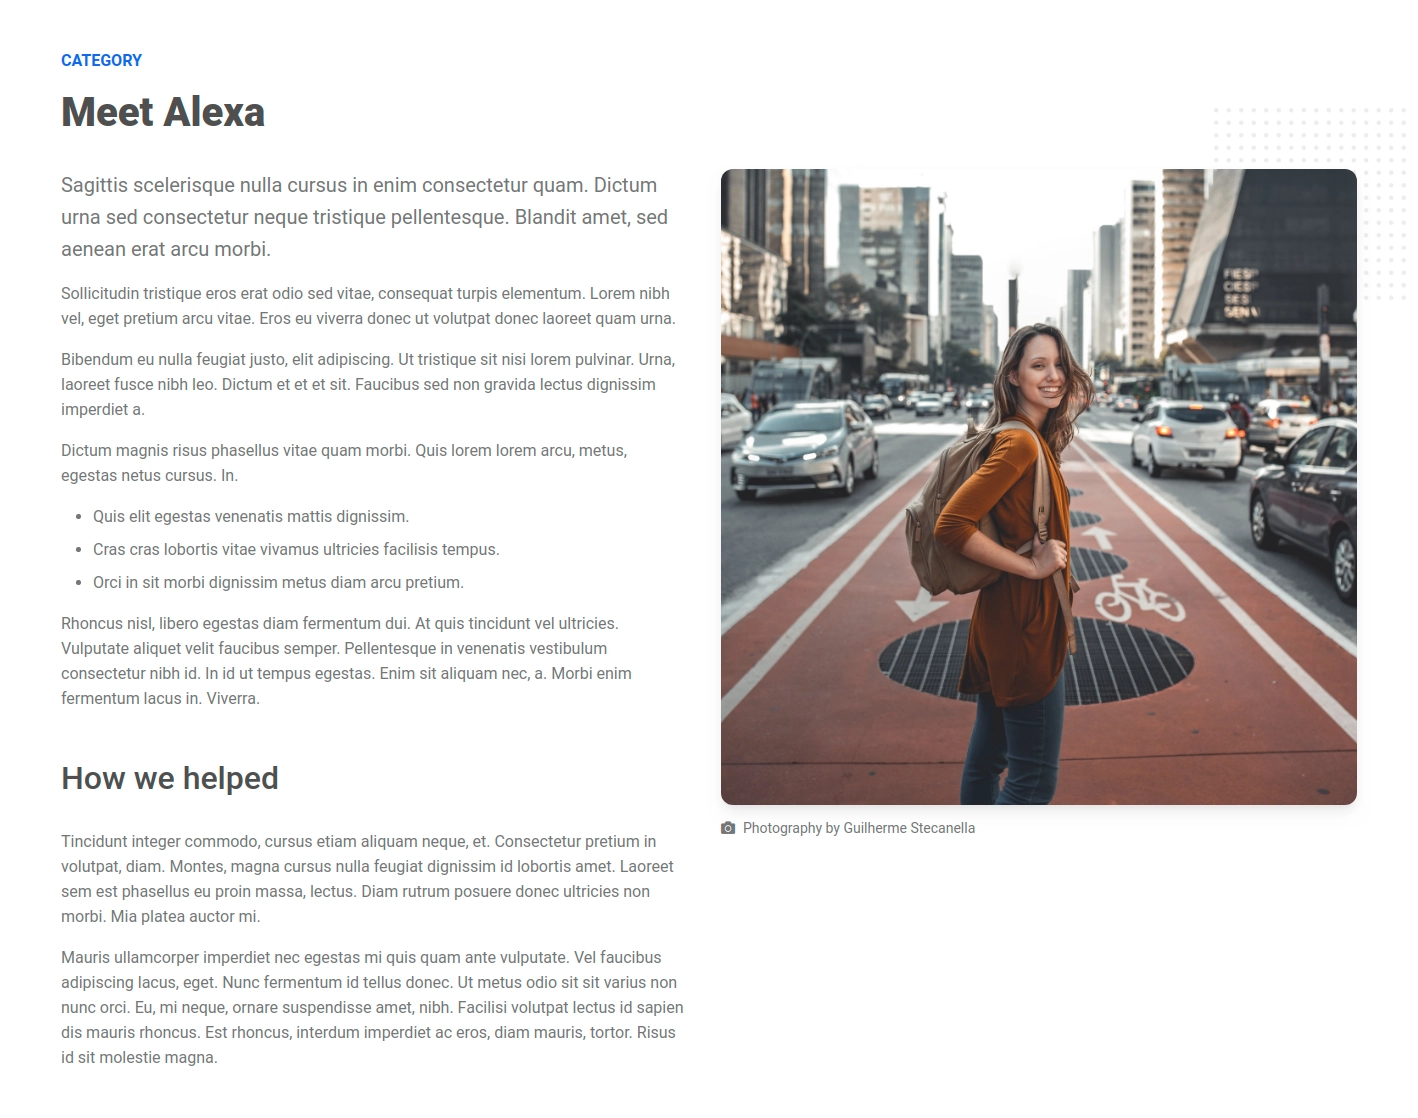 CATEGORY
Meet Alexa
Sagittis scelerisque nulla cursus in enim consectetur quam. Dictum
urna sed consectetur neque tristique pellentesque. Blandit amet, sed
aenean erat arcu morbi.
Sollicitudin tristique eros erat odio sed vitae, consequat turpis elementum. Lorem nibh
vel, eget pretium arcu vitae. Eros eu viverra donec ut volutpat donec laoreet quam urna.
Bibendum eu nulla feugiat justo, elit adipiscing. Ut tristique sit nisi lorem pulvinar. Urna,
laoreet fusce nibh leo. Dictum et et et sit. Faucibus sed non gravida lectus dignissim
imperdiet a.
Dictum magnis risus phasellus vitae quam morbi. Quis lorem lorem arcu, metus,
egestas netus cursus. In.
• Quis elit egestas venenatis mattis dignissim.
• Cras cras lobortis vitae vivamus ultricies facilisis tempus.
• Orci in sit morbi dignissim metus diam arcu pretium.
Rhoncus nisl, libero egestas diam fermentum dui. At quis tincidunt vel ultricies.
Vulputate aliquet velit faucibus semper. Pellentesque in venenatis vestibulum
consectetur nibh id. In id ut tempus egestas. Enim sit aliquam nec, a. Morbi enim
fermentum lacus in. Viverra.
How we helped
Tincidunt integer commodo, cursus etiam aliquam neque, et. Consectetur pretium in
volutpat, diam. Montes, magna cursus nulla feugiat dignissim id lobortis amet. Laoreet
sem est phasellus eu proin massa, lectus. Diam rutrum posuere donec ultricies non
morbi. Mia platea auctor mi.
Mauris ullamcorper imperdiet nec egestas mi quis quam ante vulputate. Vel faucibus
adipiscing lacus, eget. Nunc fermentum id tellus donec. Ut metus odio sit sit varius non
nunc orci. Eu, mi neque, ornare suspendisse amet, nibh. Facilisi volutpat lectus id sapien
dis mauris rhoncus. Est rhoncus, interdum imperdiet ac eros, diam mauris, tortor. Risus
id sit molestie magna.
Photography by Guilherme Stecanella